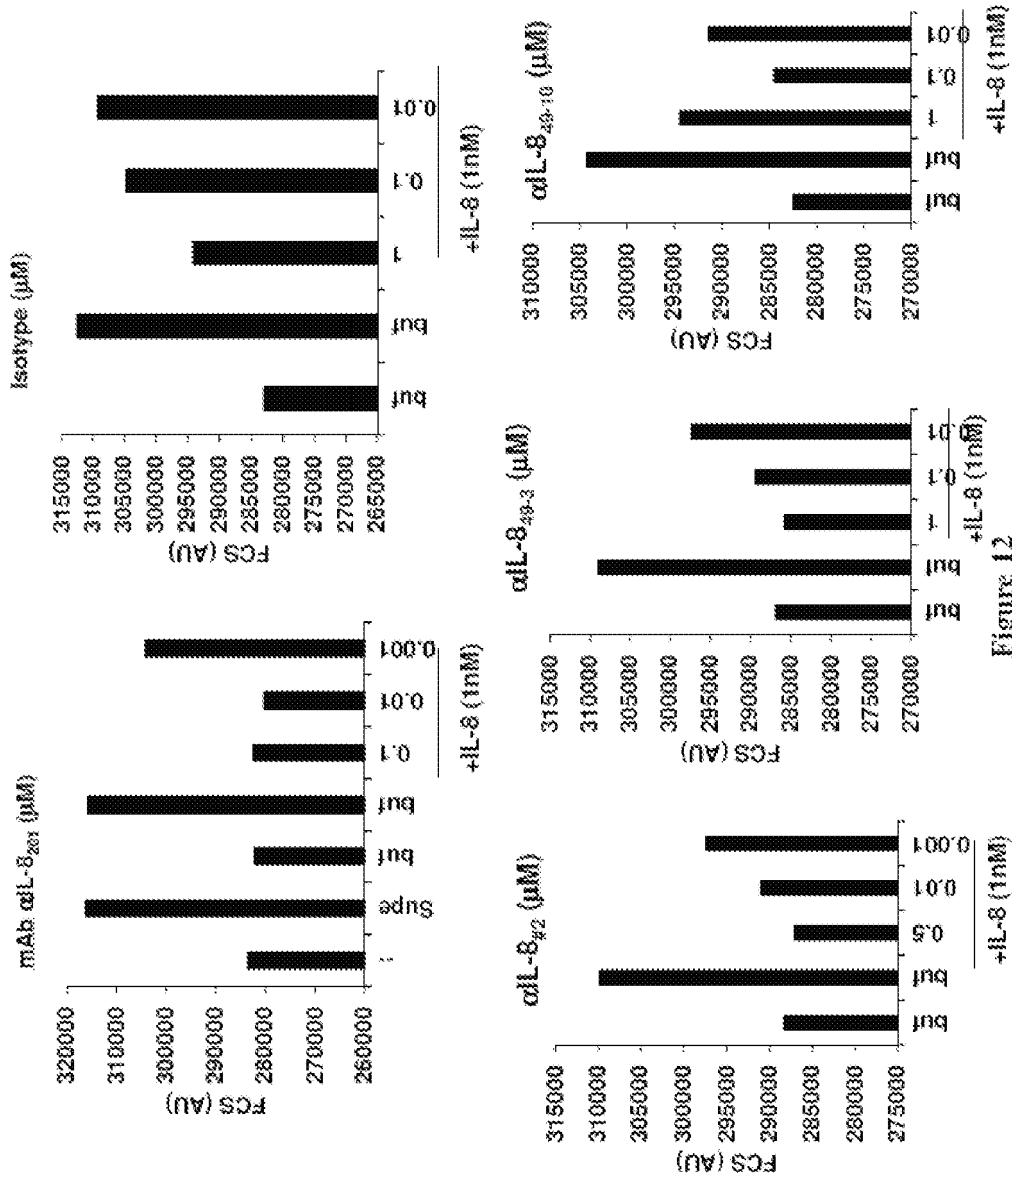 mAb αIL-8₂₈₁ (µM)
320000
310000
300000
290000
280000
270000
260000
FCS (AU)
Supe
buf
buf
0.1
0.01
0.001
+IL-8 (1nM)
Isotype (µM)
315000
310000
305000
300000
295000
290000
285000
280000
275000
270000
265000
FCS (AU)
buf
buf
1
0.1
0.01
+IL-8 (1nM)
αIL-8#2 (µM)
315000
310000
305000
300000
295000
290000
285000
280000
275000
FCS (AU)
buf
buf
0.5
0.01
0.001
+IL-8 (1nM)
αIL-8₄₉₋₃ (µM)
315000
310000
305000
300000
295000
290000
285000
280000
275000
270000
FCS (AU)
buf
buf
1
0.1
0.01
+IL-8 (1nM)
αIL-8₄₉₋₁₀ (µM)
310000
305000
300000
295000
290000
285000
280000
275000
270000
FCS (AU)
buf
buf
1
0.1
0.01
+IL-8 (1nM)
Figure 12